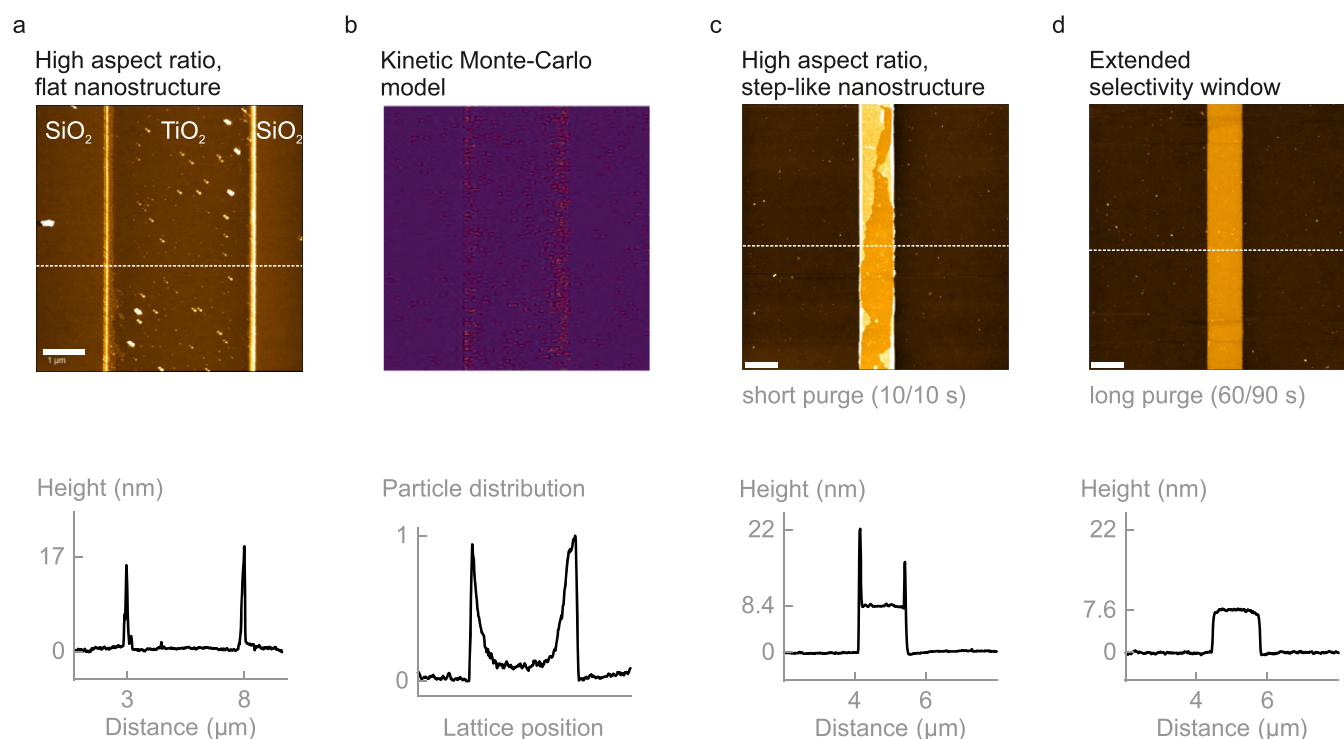 a
High aspect ratio,
flat nanostructure
SiO₂
TiO₂
SiO₂
1 μm
Height (nm)
17
0
3
8
Distance (μm)
b
Kinetic Monte-Carlo
model
Particle distribution
1
0
Lattice position
c
High aspect ratio,
step-like nanostructure
short purge (10/10 s)
Height (nm)
22
8.4
0
4
6
Distance (μm)
d
Extended
selectivity window
long purge (60/90 s)
Height (nm)
22
7.6
0
4
6
Distance (μm)